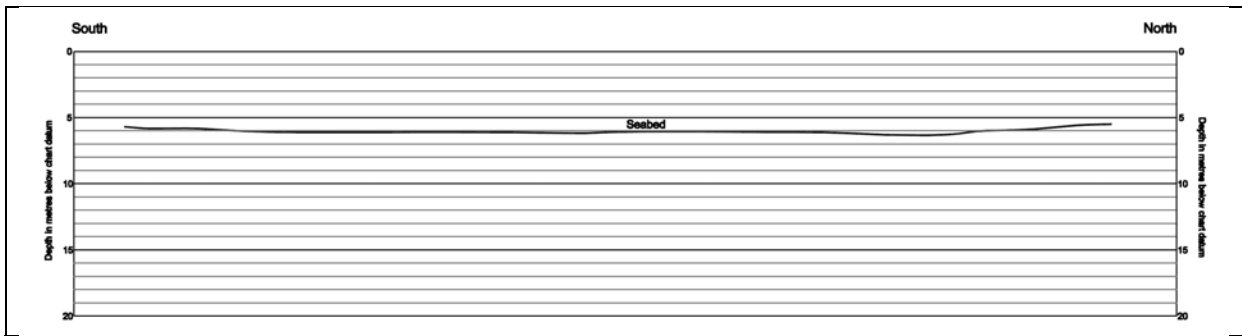 South North
0 0
Seabed
5 5
10 10
15 15
20 20
Depth in metres below chart datum
Depth in metres below chart datum